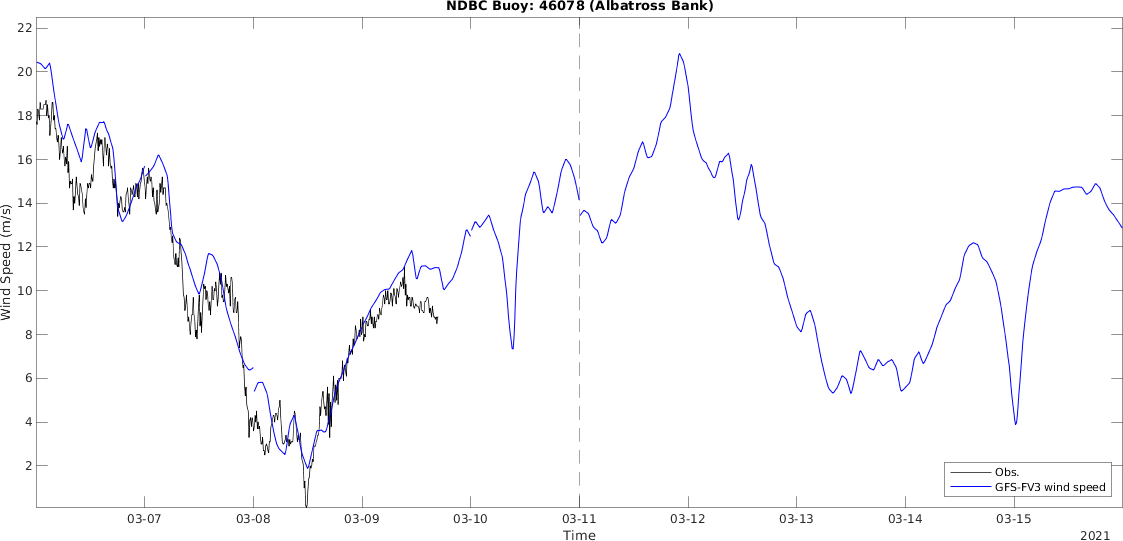 NDBC Buoy: 46078 (Albatross Bank)
Wind Speed (m/s)
22
20
18
16
14
12
10
8
6
4
2
Obs.
GFS-FV3 wind speed
03-07 03-08 03-09 03-10 03-11 03-12 03-13 03-14 03-15
Time
2021